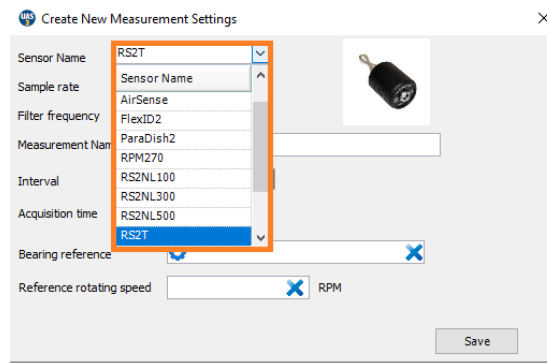 UAS Create New Measurement Settings
Sensor Name RS2T
Sample rate
Filter frequency
Measurement Nam
Interval
Acquisition time
Sensor Name
AirSense
FlexID2
ParaDish2
RPM270
RS2NL100
RS2NL300
RS2NL500
RS2T
Bearing reference
Reference rotating speed RPM
Save